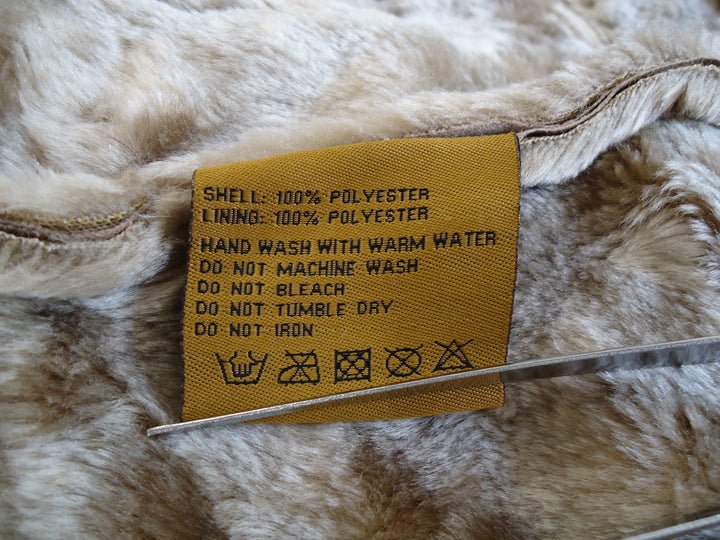 SHELL: 100% POLYESTER
LINING: 100% POLYESTER
HAND WASH WITH WARM WATER
DO NOT MACHINE WASH
DO NOT BLEACH
DO NOT TUMBLE DRY
DO NOT IRON